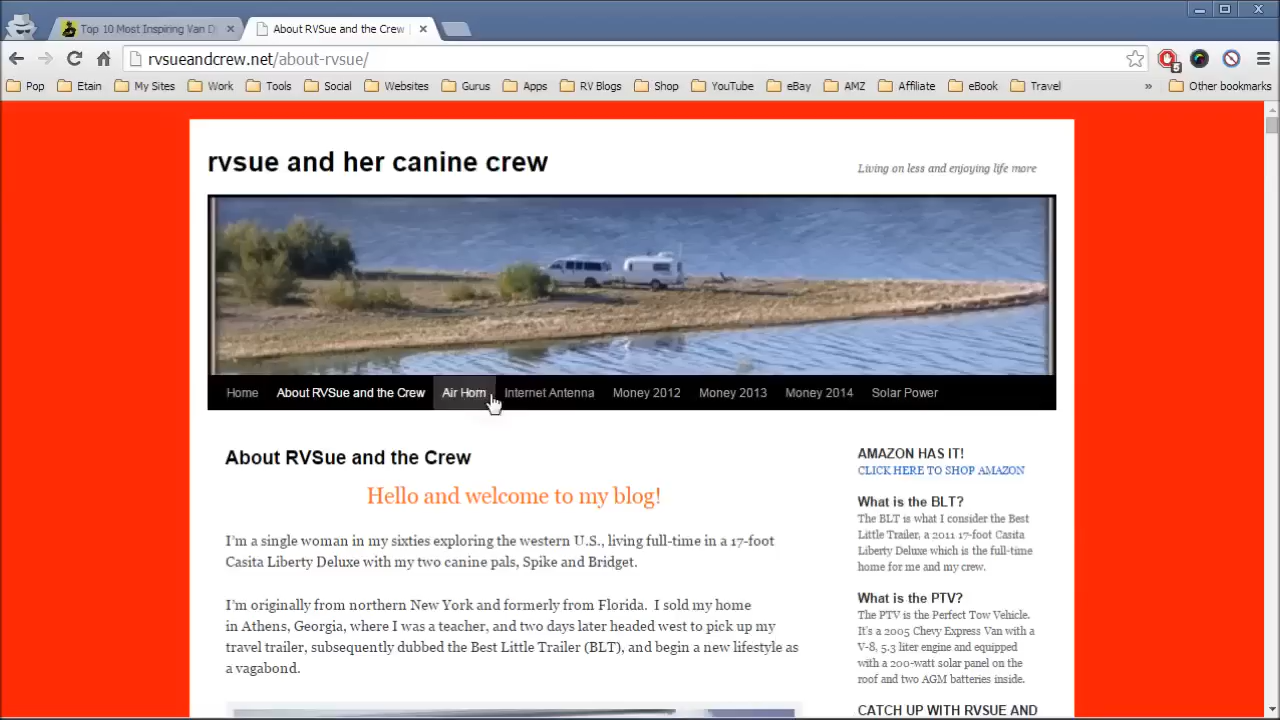 Top 10 Most Inspiring Van D
About RVSue and the Crew
rvsueandcrew.net/about-rvsue/
5
Pop
Etain
My Sites
Work
Tools
Social
Websites
Gurus
Apps
RV Blogs
Shop
YouTube
eBay
AMZ
Affiliate
eBook
Travel
»
Other bookmarks
rvsue and her canine crew
Living on less and enjoying life more
Home
About RVSue and the Crew
Air Horn
Internet Antenna
Money 2012
Money 2013
Money 2014
Solar Power
About RVSue and the Crew
Hello and welcome to my blog!
I'm a single woman in my sixties exploring the western U.S., living full-time in a 17-foot
Casita Liberty Deluxe with my two canine pals, Spike and Bridget.
I'm originally from northern New York and formerly from Florida.  I sold my home
in Athens, Georgia, where I was a teacher, and two days later headed west to pick up my
travel trailer, subsequently dubbed the Best Little Trailer (BLT), and begin a new lifestyle as
a vagabond.
AMAZON HAS IT!
CLICK HERE TO SHOP AMAZON
What is the BLT?
The BLT is what I consider the Best
Little Trailer, a 2011 17-foot Casita
Liberty Deluxe which is the full-time
home for me and my crew.
What is the PTV?
The PTV is the Perfect Tow Vehicle.
It's a 2005 Chevy Express Van with a
V-8, 5.3 liter engine and equipped
with a 200-watt solar panel on the
roof and two AGM batteries inside.
CATCH UP WITH RVSUE AND